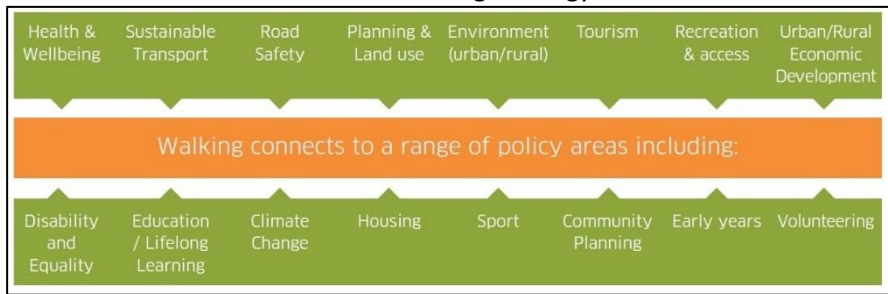 Health &
Wellbeing
Sustainable
Transport
Road
Safety
Planning &
Land use
Environment
(urban/rural)
Tourism
Recreation
& access
Urban/Rural
Economic
Development
Walking connects to a range of policy areas including:
Disability
and
Equality
Education
/ Lifelong
Learning
Climate
Change
Housing
Sport
Community
Planning
Early years
Volunteering